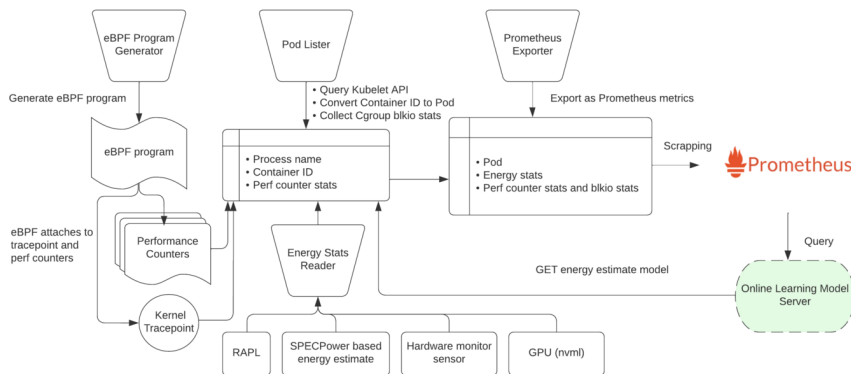 eBPF Program
Generator
Pod Lister
Prometheus
Exporter
Generate eBPF program
• Query Kubelet API
• Convert Container ID to Pod
• Collect Cgroup blkio stats
Export as Prometheus metrics
eBPF program
• Process name
• Container ID
• Perf counter stats
• Pod
• Energy stats
• Perf counter stats and blkio stats
Scrapping
Prometheus
eBPF attaches to
tracepoint and
perf counters
Performance
Counters
Energy Stats
Reader
Query
GET energy estimate model
Online Learning Model
Server
Kernel
Tracepoint
RAPL
SPECPower based
energy estimate
Hardware monitor
sensor
GPU (nvml)